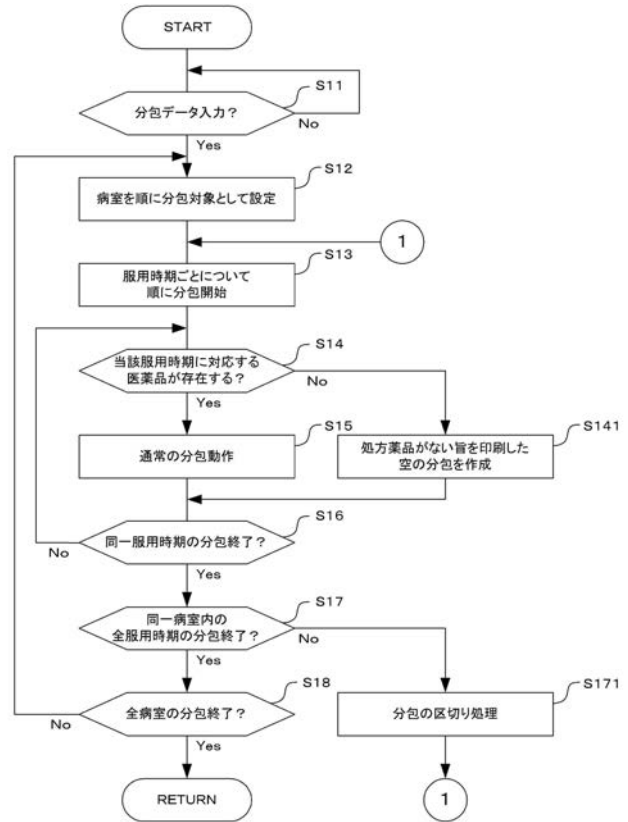 START
S11
分包データ入力？
No
Yes
S12
病室を順に分包対象として設定
1
S13
服用時期ごとについて
順に分包開始
S14
当該服用時期に対応する
医薬品が存在する？
No
Yes
S15
通常の分包動作
S141
処方薬品がない旨を印刷した
空の分包を作成
S16
同一服用時期の分包終了？
No
Yes
S17
同一病室内の
全服用時期の分包終了？
No
Yes
S18
全病室の分包終了？
No
Yes
S171
分包の区切り処理
RETURN
1